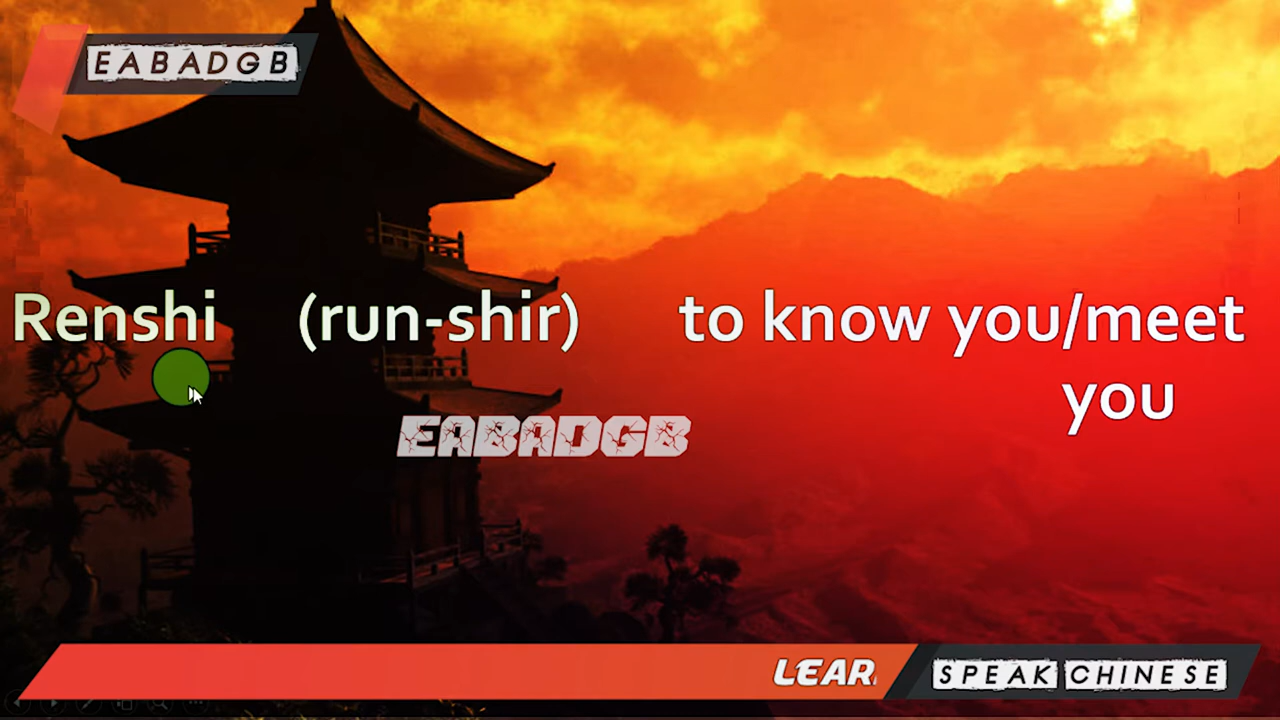 EABADGB
Renshi (run-shir) to know you/meet
you
EABADGB
LEAR
SPEAK CHINESE